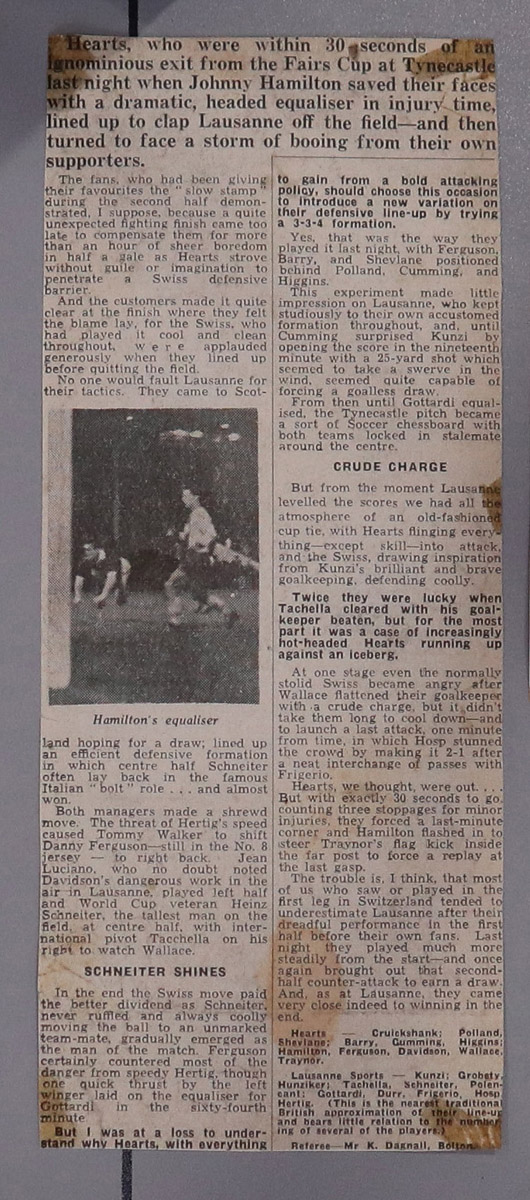 Hearts, who were within 30 seconds of an
ignominious exit from the Fairs Cup at Tynecastle
last night when Johnny Hamilton saved their faces
with a dramatic, headed equaliser in injury time,
lined up to clap Lausanne off the field—and then
turned to face a storm of booing from their own
supporters.
The fans, who had been giving
their favourites the "slow stamp"
during the second half demon-
strated, I suppose, because a quite
unexpected fighting finish came too
late to compensate them for more
than an hour of sheer boredom
in half a gale as Hearts strove
without guile or imagination to
penetrate a Swiss defensive
barrier.
And the customers made it quite
clear at the finish where they felt
the blame lay, for the Swiss, who
had played it cool and clean
throughout, were applauded
generously when they lined up
before quitting the field.
No one would fault Lausanne for
their tactics. They came to Scot-
Hamilton's equaliser
land hoping for a draw; lined up
an efficient defensive formation
in which centre half Schneiter
often lay back in the famous
Italian "bolt" role . . . and almost
won.
Both managers made a shrewd
move. The threat of Hertig's speed
caused Tommy Walker to shift
Danny Ferguson—still in the No. 8
jersey — to right back. Jean
Luciano, who no doubt noted
Davidson's dangerous work in the
air in Lausanne, played left half
and World Cup veteran Heinz
Schneiter, the tallest man on the
field, at centre half, with inter-
national pivot Tacchella on his
right to watch Wallace.
SCHNEITER SHINES
In the end the Swiss move paid
the better dividend as Schneiter,
never ruffled and always coolly
moving the ball to an unmarked
team-mate, gradually emerged as
the man of the match. Ferguson
certainly countered most of the
danger from speedy Hertig, though
one quick thrust by the left
winger laid on the equaliser for
Gottardi in the sixty-fourth
minute
But I was at a loss to under-
stand why Hearts, with everything
to gain from a bold attacking
policy, should choose this occasion
to introduce a new variation on
their defensive line-up by trying
a 3-3-4 formation.
Yes, that was the way they
played it last night, with Ferguson,
Barry, and Shevlane positioned
behind Polland, Cumming, and
Higgins.
This experiment made little
impression on Lausanne, who kept
studiously to their own accustomed
formation throughout, and, until
Cumming surprised Kunzi by
opening the score in the nineteenth
minute with a 25-yard shot which
seemed to take a swerve in the
wind, seemed quite capable of
forcing a goalless draw.
From then until Gottardi equal-
ised, the Tynecastle pitch became
a sort of Soccer chessboard with
both teams locked in stalemate
around the centre.
CRUDE CHARGE
But from the moment Lausanne
levelled the scores we had all the
atmosphere of an old-fashioned
cup tie, with Hearts flinging every-
thing—except skill—into attack,
and the Swiss, drawing inspiration
from Kunzi's brilliant and brave
goalkeeping, defending coolly.
Twice they were lucky when
Tachella cleared with his goal-
keeper beaten, but for the most
part it was a case of increasingly
hot-headed Hearts running up
against an iceberg.
At one stage even the normally
stolid Swiss became angry after
Wallace flattened their goalkeeper
with a crude charge, but it didn't
take them long to cool down—and
to launch a last attack, one minute
from time, in which Hosp stunned
the crowd by making it 2-1 after
a neat interchange of passes with
Frigerio.
Hearts, we thought, were out. . . .
But with exactly 30 seconds to go,
counting three stoppages for minor
injuries, they forced a last-minute
corner and Hamilton flashed in to
steer Traynor's flag kick inside
the far post to force a replay at
the last gasp.
The trouble is, I think, that most
of us who saw or played in the
first leg in Switzerland tended to
underestimate Lausanne after their
dreadful performance in the first
half before their own fans. Last
night they played much more
steadily from the start—and once
again brought out that second-
half counter-attack to earn a draw.
And, as at Lausanne, they came
very close indeed to winning in the
end.
Hearts — Cruickshank; Polland,
Shevlane; Barry, Cumming, Higgins;
Hamilton, Ferguson, Davidson, Wallace,
Traynor.
Lausanne Sports — Kunzi; Grobety,
Hunziker; Tachella, Schneiter, Polen-
cant; Gottardi, Durr, Frigerio, Hosp
Hertig. (This is the nearest traditional
British approximation of their line-up
and bears little relation to the number-
ing of several of the players.)
Referee—Mr K. Dagnall, Bolton.